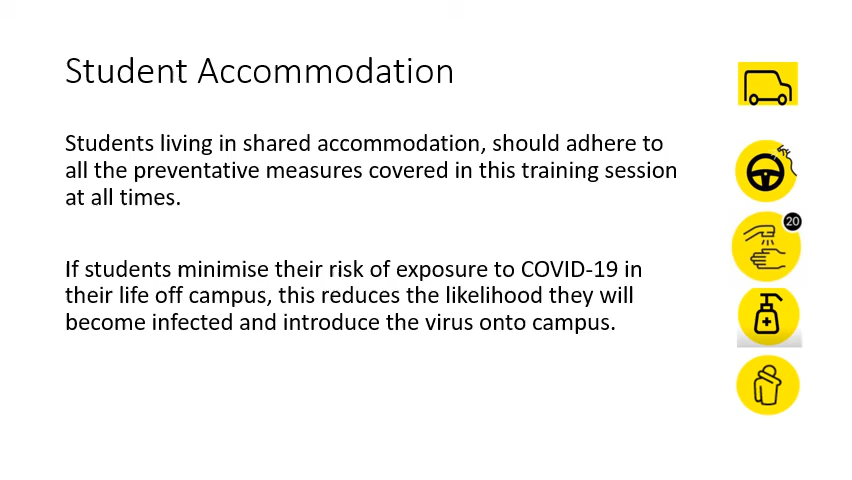 Student Accommodation
Students living in shared accommodation, should adhere to
all the preventative measures covered in this training session
at all times.
If students minimise their risk of exposure to COVID-19 in
their life off campus, this reduces the likelihood they will
become infected and introduce the virus onto campus.
20